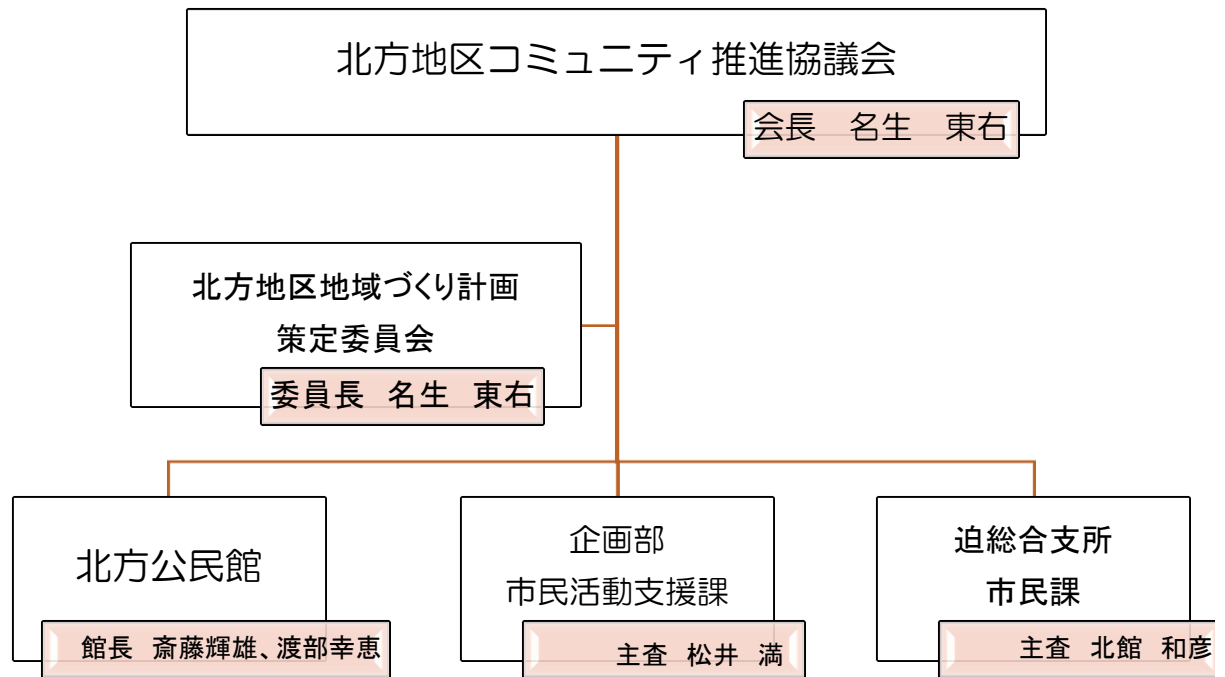 北方地区コミュニティ推進協議会
会長　名生　東右
北方地区地域づくり計画
策定委員会
委員長　名生　東右
北方公民館
館長　斎藤輝雄、渡部幸恵
企画部
市民活動支援課
主査　松井　満
迫総合支所
市民課
主査　北館　和彦